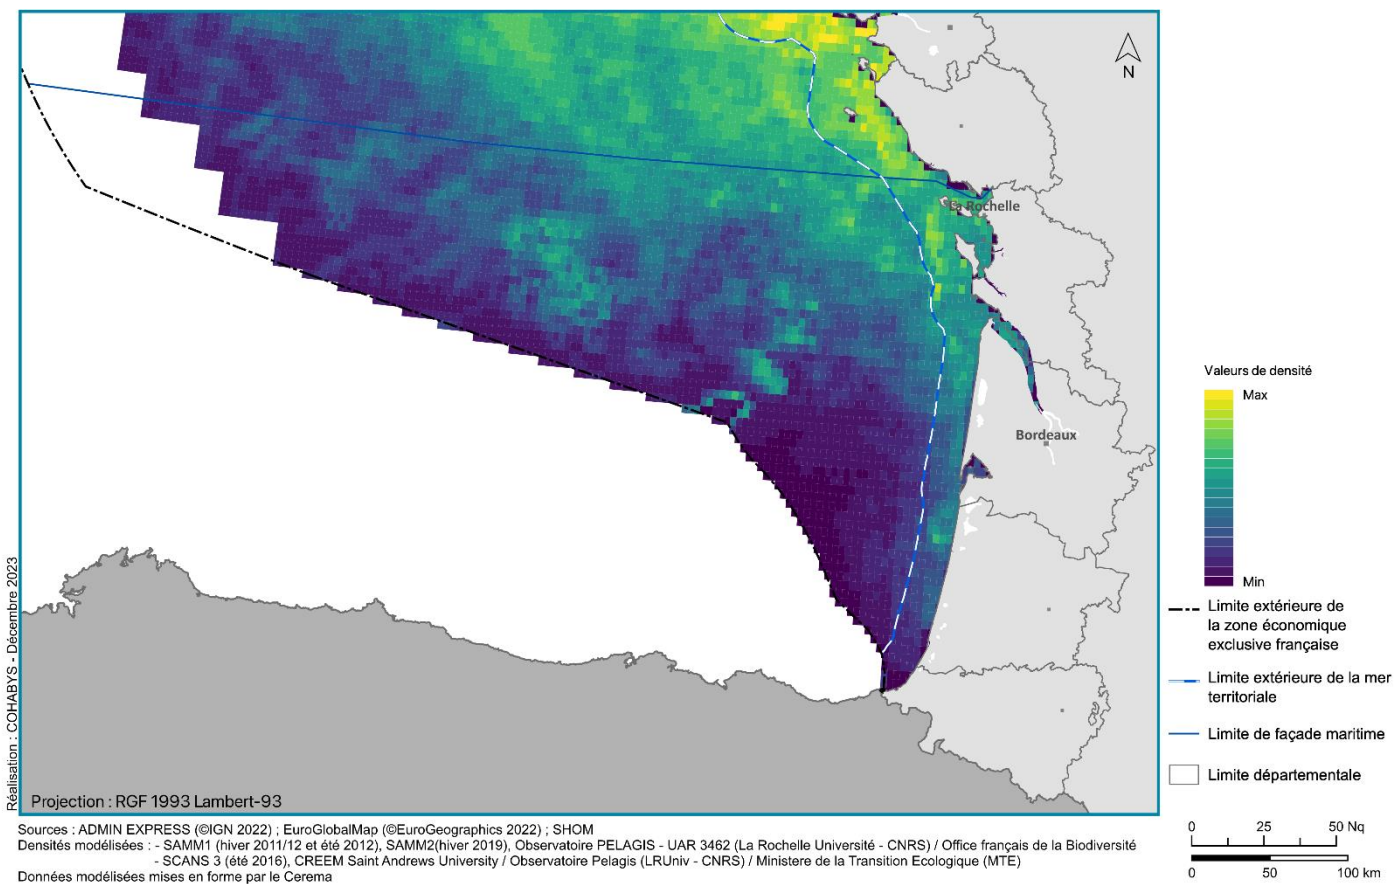 N
La Rochelle
Bordeaux
Valeurs de densité
Max
Min
Limite extérieure de
la zone économique
exclusive française
Limite extérieure de la mer
territoriale
Limite de façade maritime
Limite départementale
0 25 50 Nq
0 50 100 km
Réalisation : COHABYS - Décembre 2023
Projection : RGF 1993 Lambert-93
Sources : ADMIN EXPRESS (©IGN 2022) ; EuroGlobalMap (©EuroGeographics 2022) ; SHOM
Densités modélisées : - SAMM1 (hiver 2011/12 et été 2012), SAMM2(hiver 2019), Observatoire PELAGIS - UAR 3462 (La Rochelle Université - CNRS) / Office français de la Biodiversité
- SCANS 3 (été 2016), CREEM Saint Andrews University / Observatoire Pelagis (LRUniv - CNRS) / Ministere de la Transition Ecologique (MTE)
Données modélisées mises en forme par le Cerema